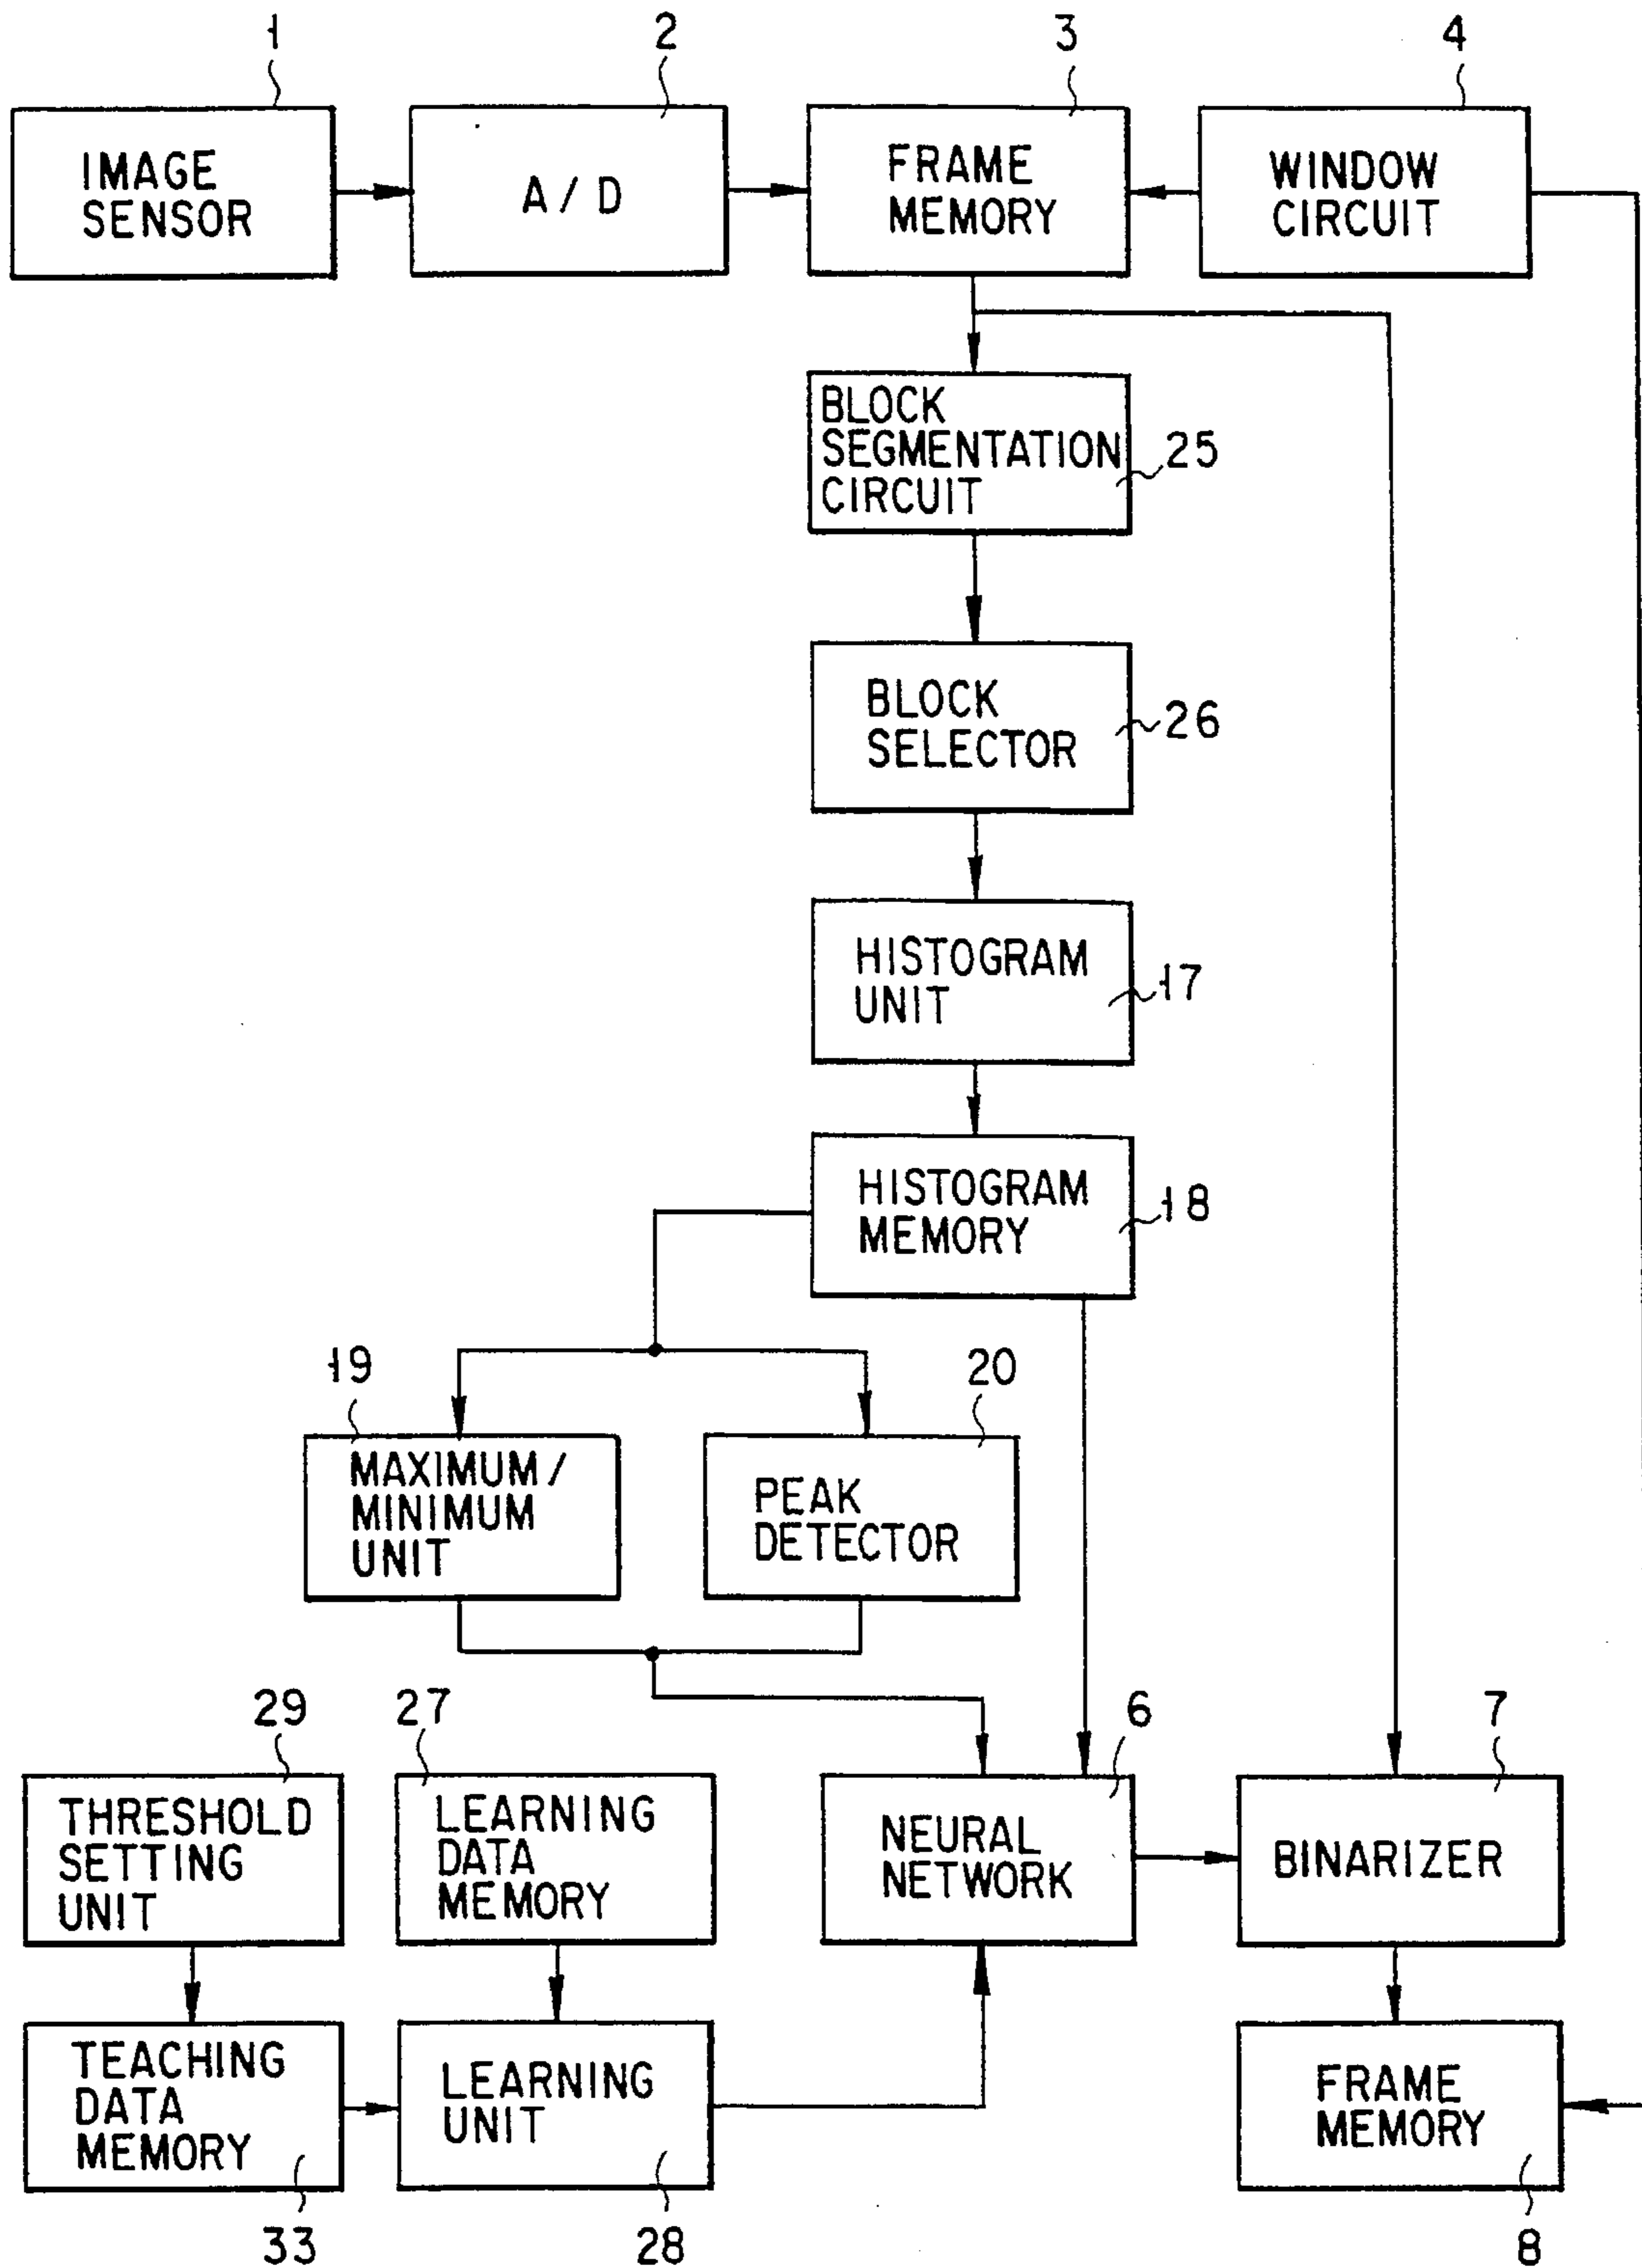 1
2
3
4
IMAGE
SENSOR
A/D
FRAME
MEMORY
WINDOW
CIRCUIT
BLOCK
SEGMENTATION
CIRCUIT
25
BLOCK
SELECTOR
26
HISTOGRAM
UNIT
17
HISTOGRAM
MEMORY
18
19
20
MAXIMUM/
MINIMUM
UNIT
PEAK
DETECTOR
29
27
6
7
THRESHOLD
SETTING
UNIT
LEARNING
DATA
MEMORY
NEURAL
NETWORK
BINARIZER
TEACHING
DATA
MEMORY
LEARNING
UNIT
FRAME
MEMORY
33
28
8